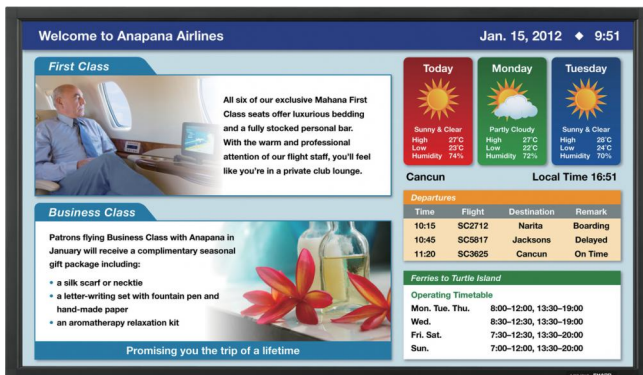 Welcome to Anapana Airlines
Jan. 15, 2012 ◆ 9:51
First Class
All six of our exclusive Mahana First
Class seats offer luxurious bedding
and a fully stocked personal bar.
With the warm and professional
attention of our flight staff, you'll feel
like you're in a private club lounge.
Business Class
Patrons flying Business Class with Anapana in
January will receive a complimentary seasonal
gift package including:
• a silk scarf or necktie
• a letter-writing set with fountain pen and
hand-made paper
• an aromatherapy relaxation kit
Promising you the trip of a lifetime
Today
Sunny & Clear
High 27°C
Low 23°C
Humidity 74%
Monday
Partly Cloudy
High 27°C
Low 22°C
Humidity 72%
Tuesday
Sunny & Clear
High 28°C
Low 24°C
Humidity 70%
Cancun Local Time 16:51
Departures
Time Flight Destination Remark
10:15 SC2712 Narita Boarding
10:45 SC5817 Jacksons Delayed
11:20 SC3625 Cancun On Time
Ferries to Turtle Island
Operating Timetable
Mon. Tue. Thu. 8:00–12:00, 13:30–19:00
Wed. 8:30–12:30, 13:30–19:00
Fri. Sat. 7:30–12:30, 13:30–20:00
Sun. 7:00–12:00, 13:30–20:00